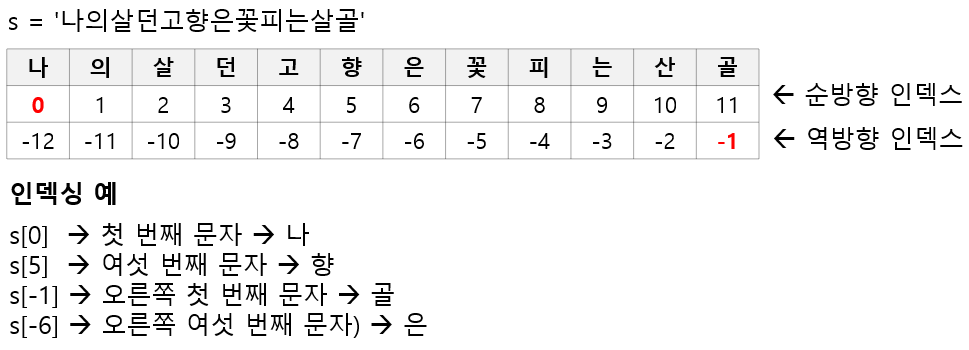 s = '나의살던고향은꽃피는살골'
나 의 살 던 고 향 은 꽃 피 는 산 골
0 1 2 3 4 5 6 7 8 9 10 11 ← 순방향 인덱스
-12 -11 -10 -9 -8 -7 -6 -5 -4 -3 -2 -1 ← 역방향 인덱스
인덱싱 예
s[0] → 첫 번째 문자 → 나
s[5] → 여섯 번째 문자 → 향
s[-1] → 오른쪽 첫 번째 문자 → 골
s[-6] → 오른쪽 여섯 번째 문자) → 은